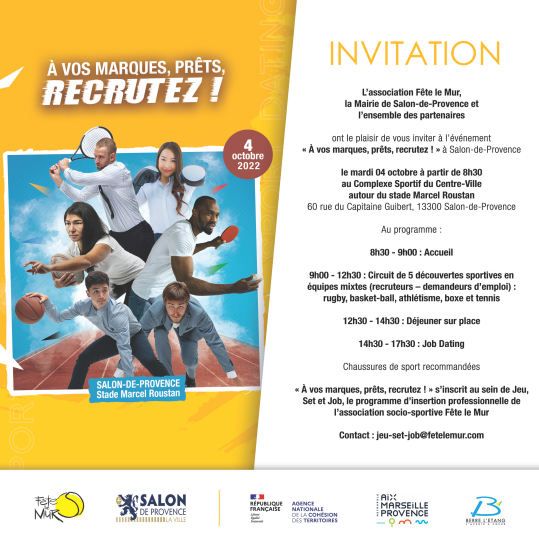 À VOS MARQUES, PRÊTS,
RECRUTEZ !
4
octobre
2022
SALON-DE-PROVENCE
Stade Marcel Roustan
INVITATION
L'association Fête le Mur,
la Mairie de Salon-de-Provence et
l'ensemble des partenaires
ont le plaisir de vous inviter à l'événement
« À vos marques, prêts, recrutez ! » à Salon-de-Provence
le mardi 04 octobre à partir de 8h30
au Complexe Sportif du Centre-Ville
autour du stade Marcel Roustan
60 rue du Capitaine Guibert, 13300 Salon-de-Provence
Au programme :
8h30 - 9h00 : Accueil
9h00 - 12h30 : Circuit de 5 découvertes sportives en
équipes mixtes (recruteurs – demandeurs d'emploi) :
rugby, basket-ball, athlétisme, boxe et tennis
12h30 - 14h30 : Déjeuner sur place
14h30 - 17h30 : Job Dating
Chaussures de sport recommandées
« À vos marques, prêts, recrutez ! » s'inscrit au sein de Jeu,
Set et Job, le programme d'insertion professionnelle de
l'association socio-sportive Fête le Mur
Contact : jeu-set-job@fetelemur.com
Fête
le
Mur
SALON
DE PROVENCE
LA VILLE
RÉPUBLIQUE
FRANÇAISE
Liberté
Égalité
Fraternité
AGENCE
NATIONALE
DE LA COHÉSION
DES TERRITOIRES
AIX
MARSEILLE
PROVENCE
BERRE L'ÉTANG